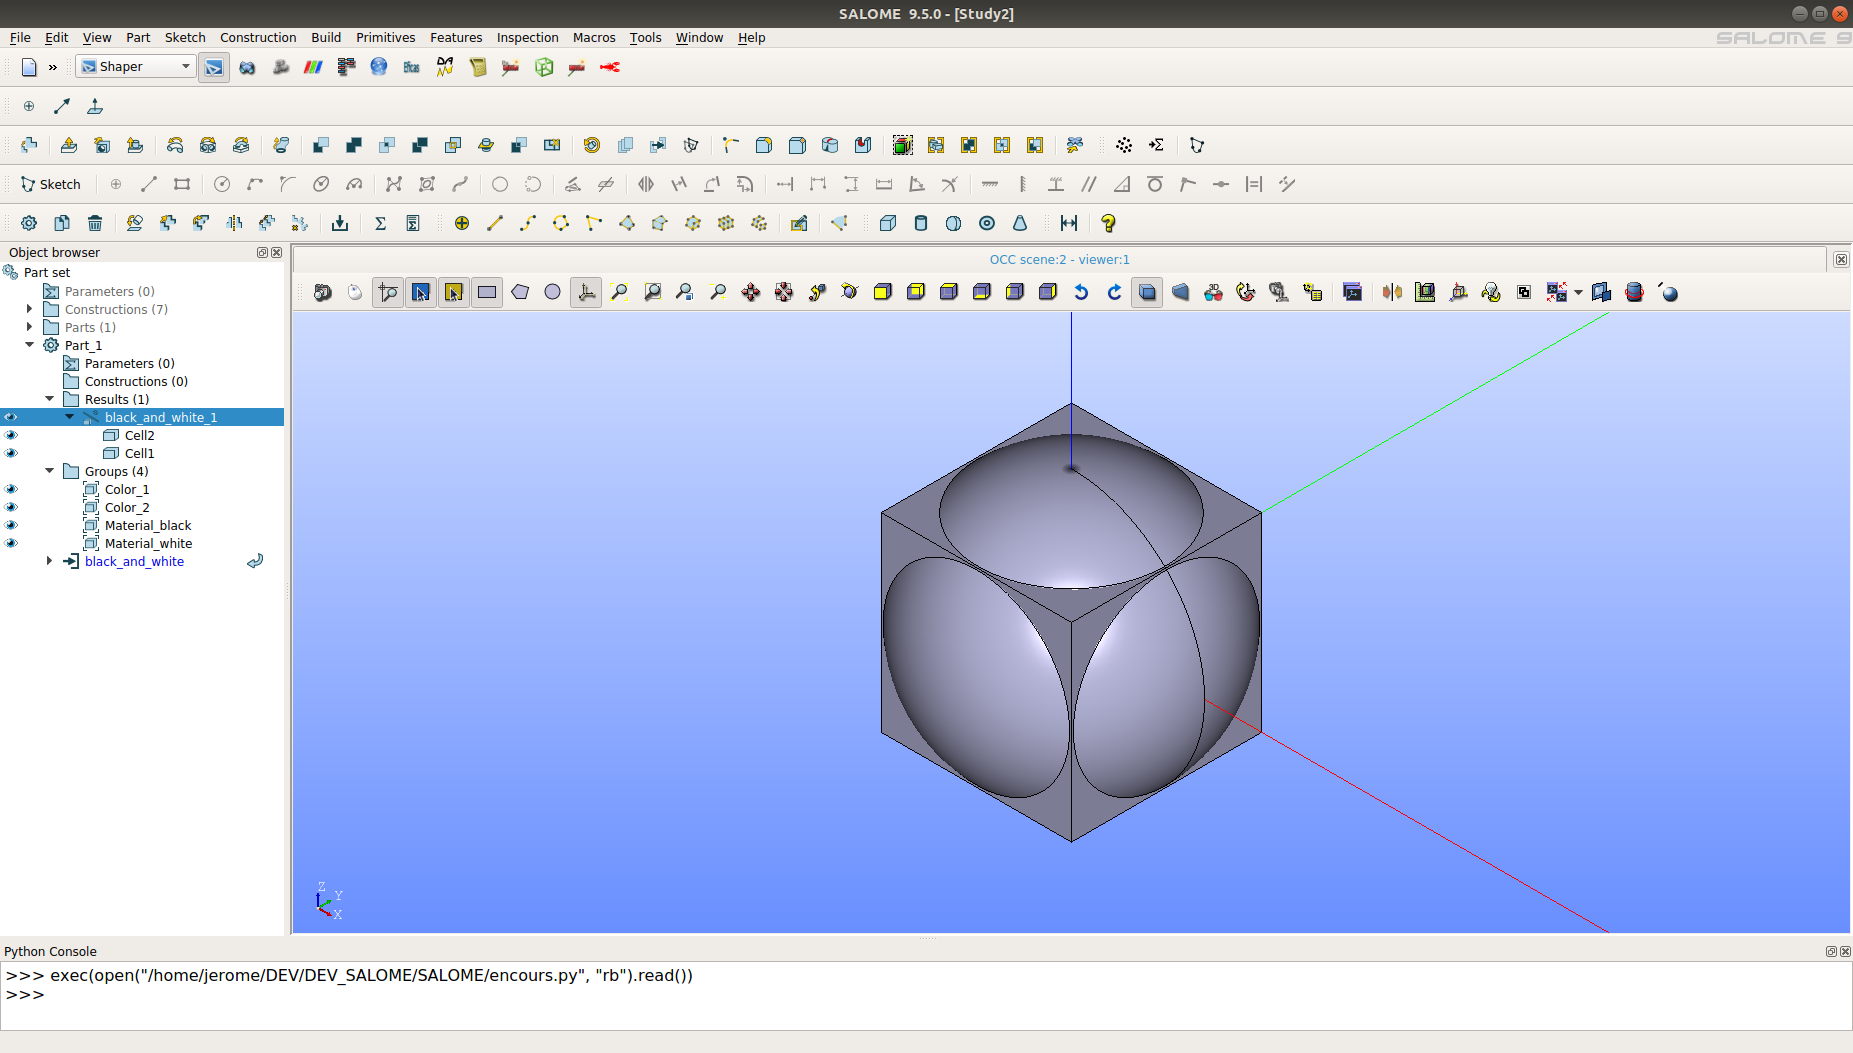 SALOME 9.5.0 - [Study2]
File Edit View Part Sketch Construction Build Primitives Features Inspection Macros Tools Window Help
SALOME 9
» Shaper
Sketch
Object browser
OCC scene:2 - viewer:1
Part set
Parameters (0)
Constructions (7)
Parts (1)
Part_1
Parameters (0)
Constructions (0)
Results (1)
black_and_white_1
Cell2
Cell1
Groups (4)
Color_1
Color_2
Material_black
Material_white
black_and_white
Z
Y
X
Python Console
>>> exec(open("/home/jerome/DEV/DEV_SALOME/SALOME/encours.py", "rb").read())
>>>